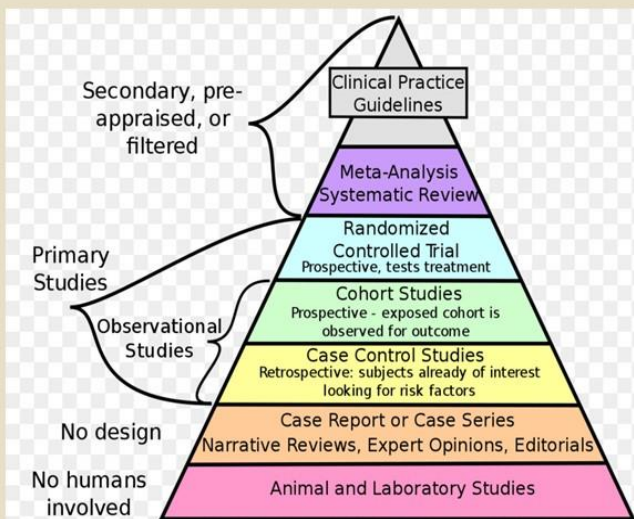 Clinical Practice
Guidelines
Secondary, pre-
appraised, or
filtered
Meta-Analysis
Systematic Review
Primary
Studies
Randomized
Controlled Trial
Prospective, tests treatment
Observational
Studies
Cohort Studies
Prospective - exposed cohort is
observed for outcome
Case Control Studies
Retrospective: subjects already of interest
looking for risk factors
No design
Case Report or Case Series
Narrative Reviews, Expert Opinions, Editorials
No humans
involved
Animal and Laboratory Studies